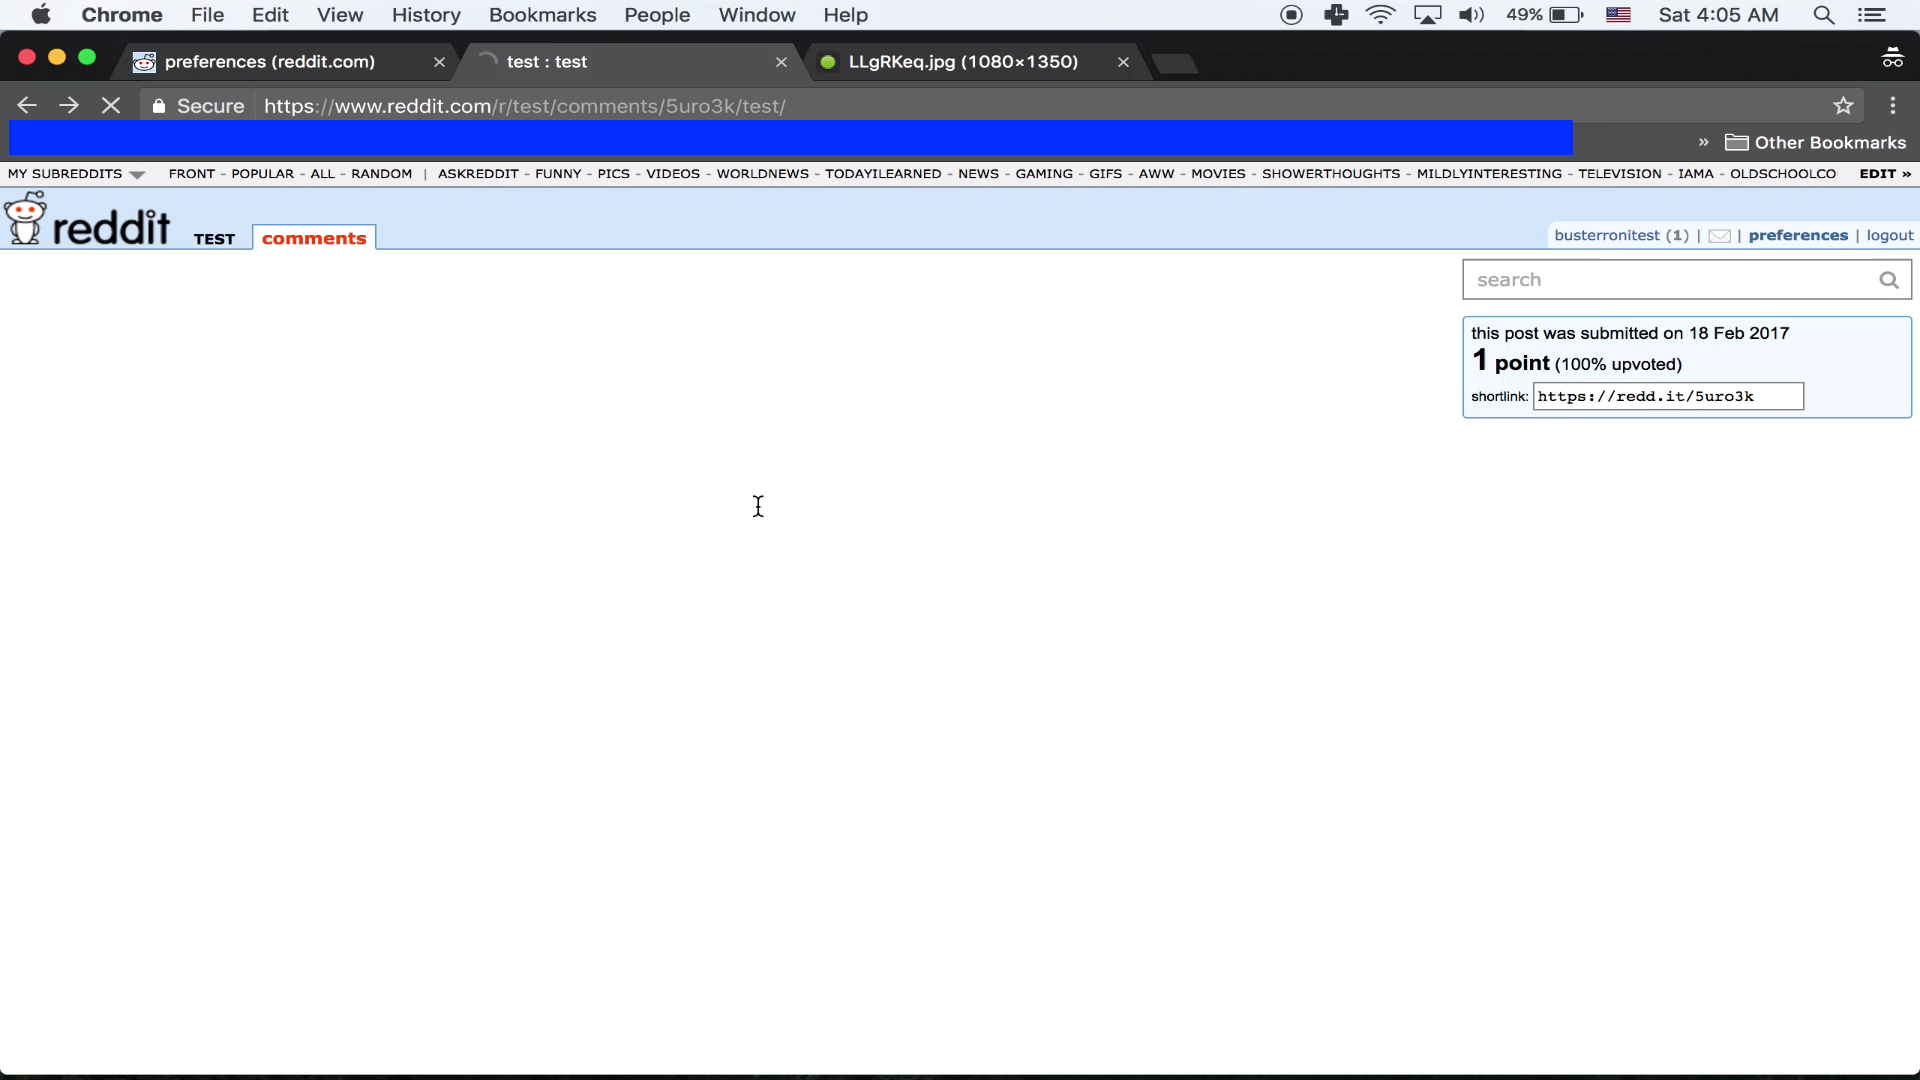 Chrome File Edit View History Bookmarks People Window Help 49% Sat 4:05 AM
preferences (reddit.com) test : test LLgRKeq.jpg (1080×1350)
Secure https://www.reddit.com/r/test/comments/5uro3k/test/
» Other Bookmarks
MY SUBREDDITS FRONT - POPULAR - ALL - RANDOM | ASKREDDIT - FUNNY - PICS - VIDEOS - WORLDNEWS - TODAYILEARNED - NEWS - GAMING - GIFS - AWW - MOVIES - SHOWERTHOUGHTS - MILDLYINTERESTING - TELEVISION - IAMA - OLDSCHOOLCO EDIT »
reddit TEST comments busterronitest (1) | | preferences | logout
search
this post was submitted on 18 Feb 2017
1 point (100% upvoted)
shortlink: https://redd.it/5uro3k